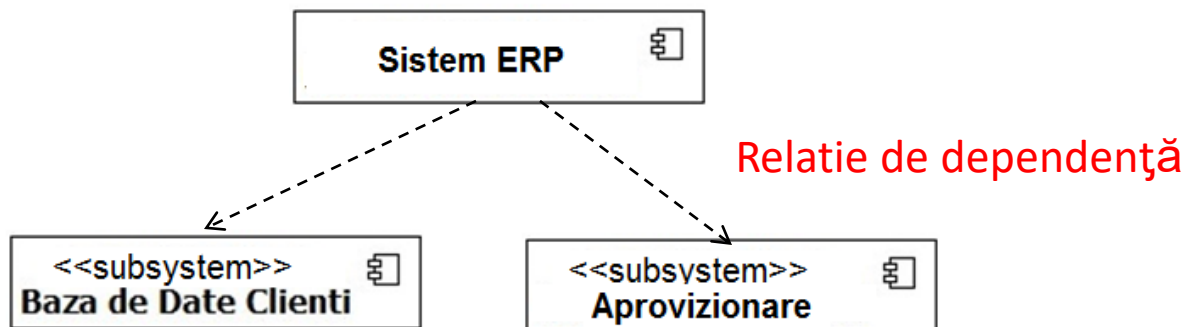 Sistem ERP
Relatie de dependenţă
<<subsystem>>
Baza de Date Clienti
<<subsystem>>
Aprovizionare